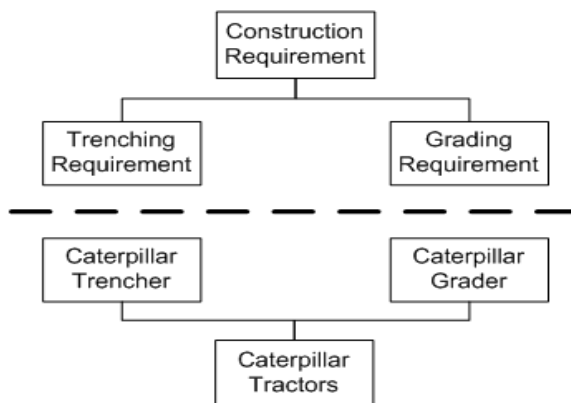 Construction
Requirement
Trenching
Requirement
Grading
Requirement
Caterpillar
Trencher
Caterpillar
Grader
Caterpillar
Tractors